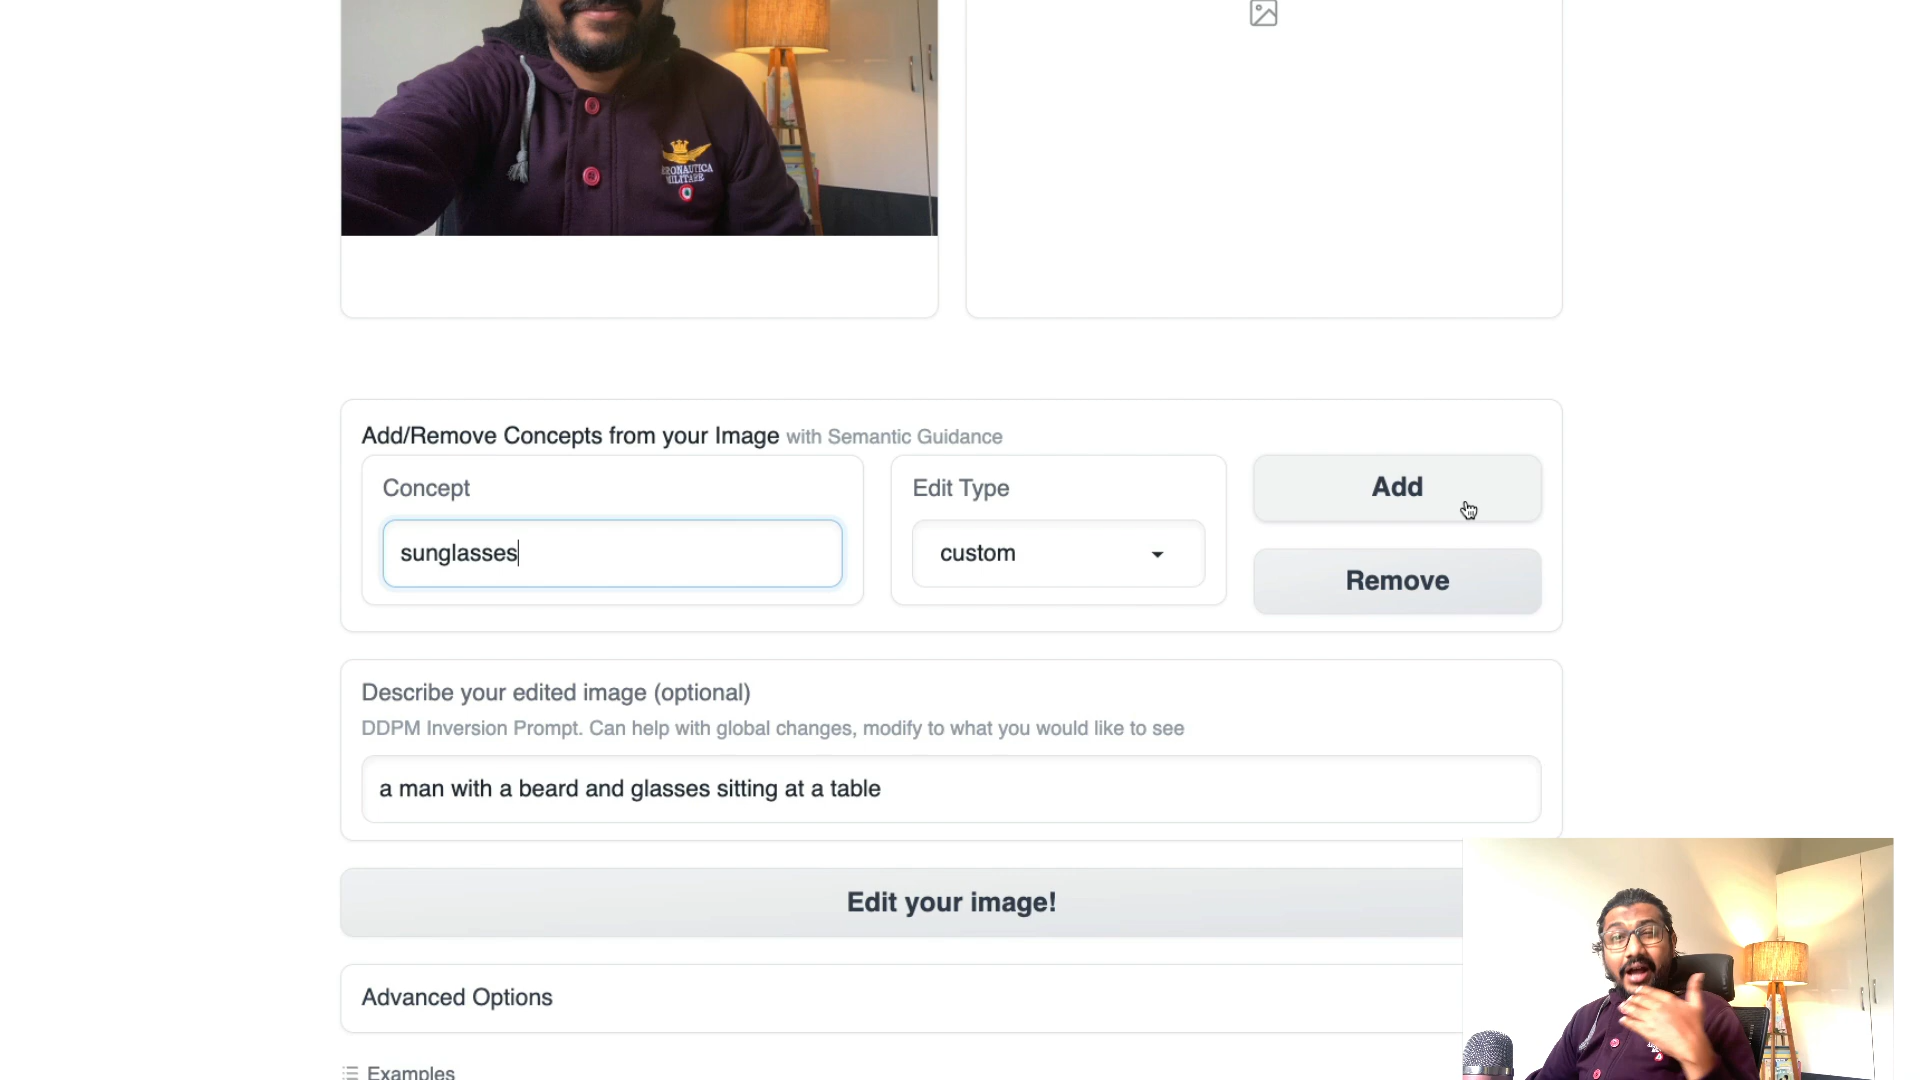 AERONAUTICA
MILITARE
Add/Remove Concepts from your Image with Semantic Guidance
Concept
Edit Type
Add
sunglasses
custom
Remove
Describe your edited image (optional)
DDPM Inversion Prompt. Can help with global changes, modify to what you would like to see
a man with a beard and glasses sitting at a table
Edit your image!
Advanced Options
Examples